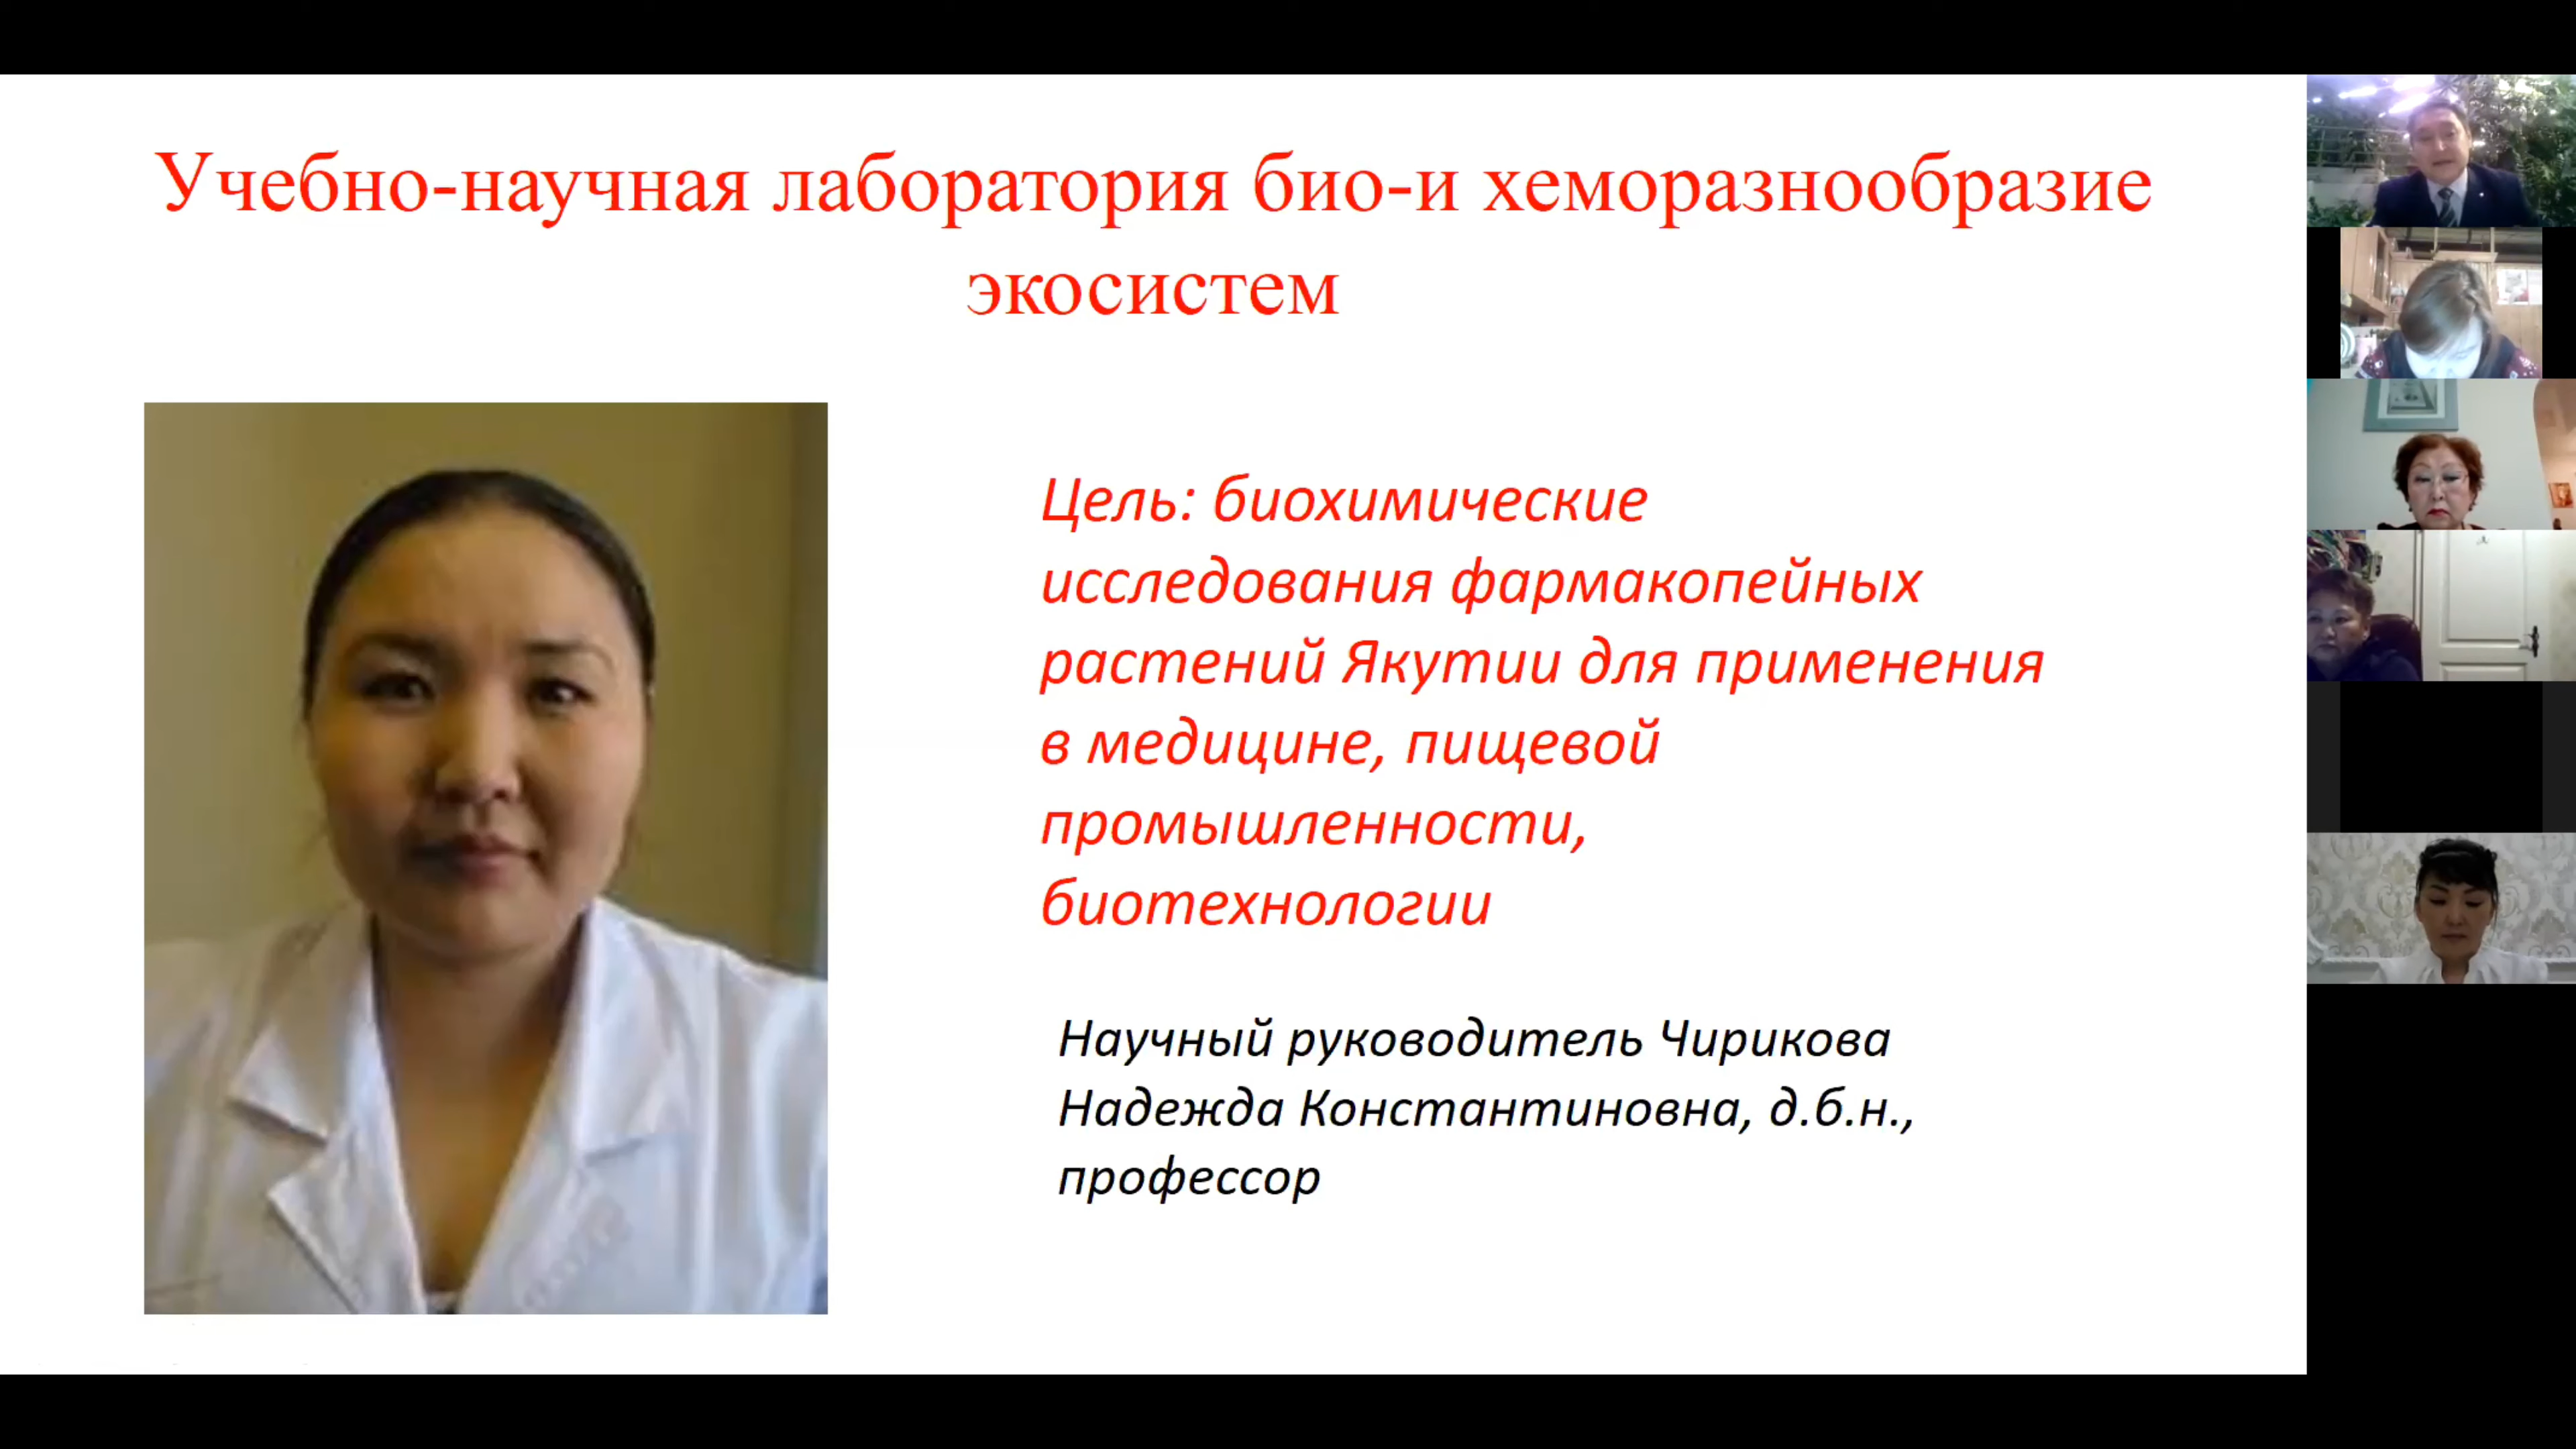 Учебно-научная лаборатория био-и хеморазнообразие
экосистем
Цель: биохимические
исследования фармакопейных
растений Якутии для применения
в медицине, пищевой
промышленности,
биотехнологии
Научный руководитель Чирикова
Надежда Константиновна, д.б.н.,
профессор